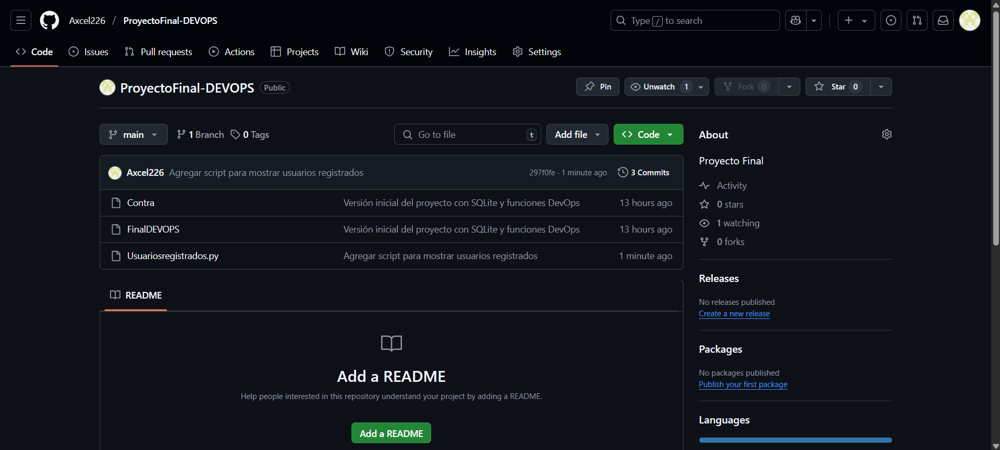 Axcel226 / ProyectoFinal-DEVOPS
Type / to search
Code
Issues
Pull requests
Actions
Projects
Wiki
Security
Insights
Settings
ProyectoFinal-DEVOPS Public
Pin
Unwatch 1
Fork 0
Star 0
main
1 Branch
0 Tags
Go to file t
Add file
Code
Axcel226 Agregar script para mostrar usuarios registrados 297f0fe · 1 minute ago 3 Commits
Contra Versión inicial del proyecto con SQLite y funciones DevOps 13 hours ago
FinalDEVOPS Versión inicial del proyecto con SQLite y funciones DevOps 13 hours ago
Usuariosregistrados.py Agregar script para mostrar usuarios registrados 1 minute ago
README
Add a README
Help people interested in this repository understand your project by adding a README.
Add a README
About
Proyecto Final
Activity
0 stars
1 watching
0 forks
Releases
No releases published
Create a new release
Packages
No packages published
Publish your first package
Languages